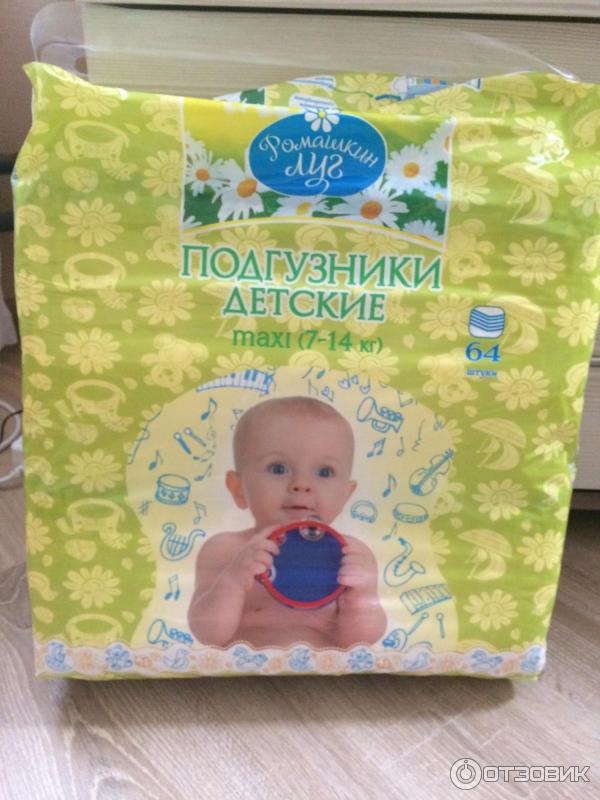 Ромашкин
луг
ПОДГУЗНИКИ
ДЕТСКИЕ
maxi (7-14 кг)
64
штуки
ОТЗОВИК